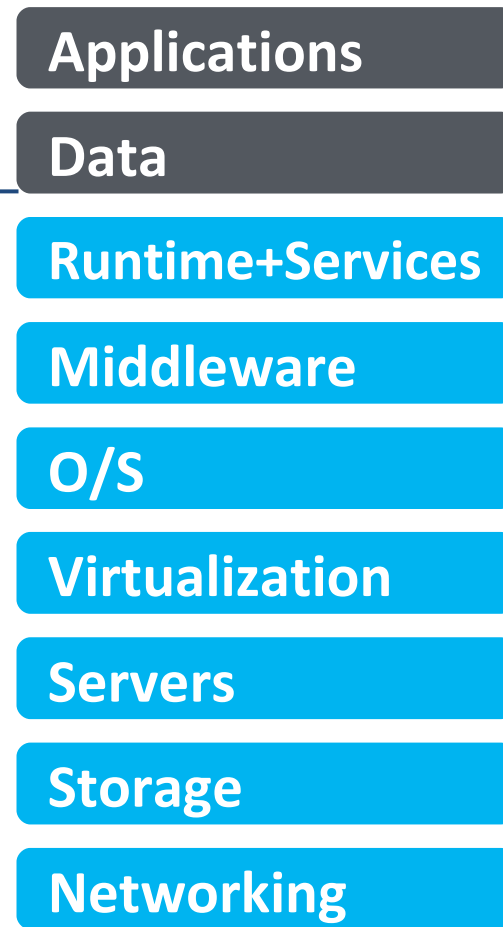 Applications
Data
Runtime+Services
Middleware
O/S
Virtualization
Servers
Storage
Networking